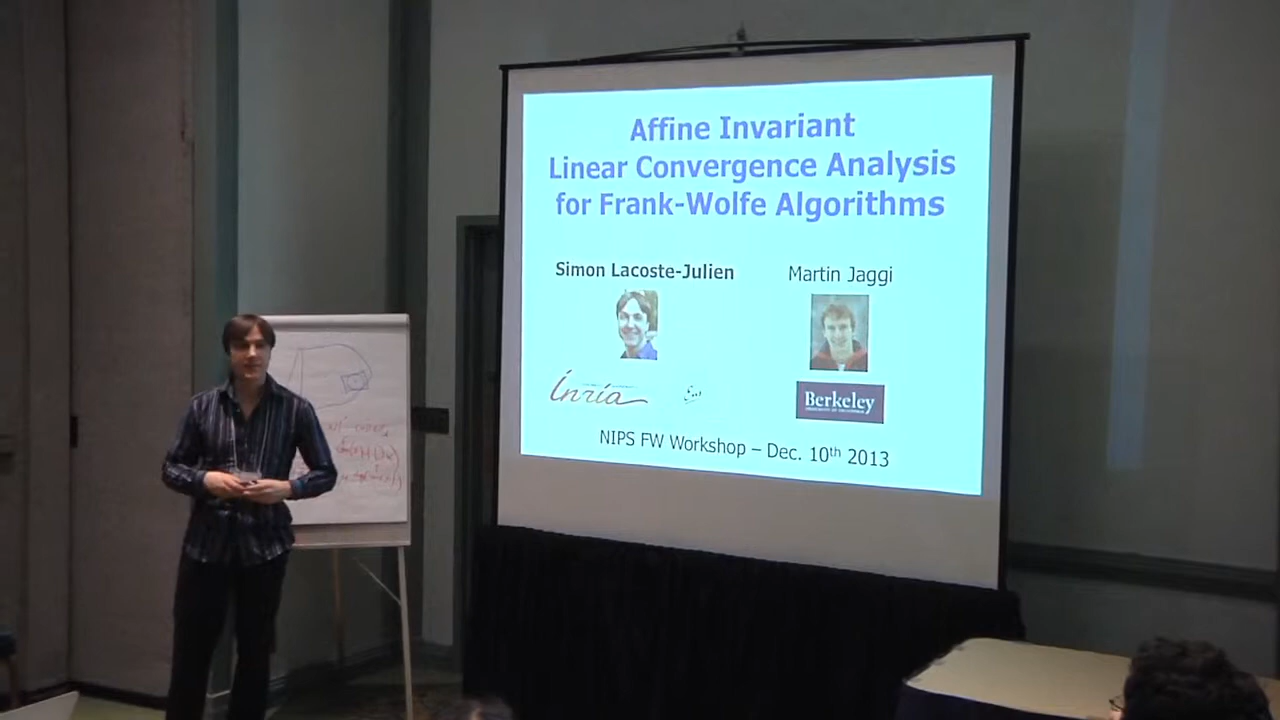 Affine Invariant
Linear Convergence Analysis
for Frank-Wolfe Algorithms
Simon Lacoste-Julien
Martin Jaggi
Inria
Berkeley
NIPS FW Workshop – Dec. 10th 2013